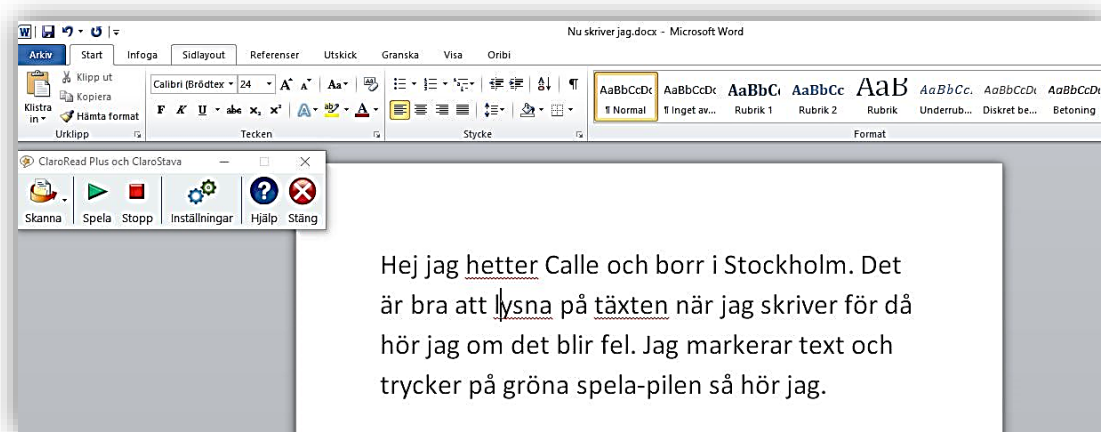 Nu skriver jag.docx - Microsoft Word
Arkiv Start Infoga Sidlayout Referenser Utskick Granska Visa Oribi
Klistra in
Klipp ut
Kopiera
Hämta format
Urklipp
Calibri (Brödtex 24 A A Aa
F K U abc x, x² A ab A
Tecken
Stycke
AaBbCcDc AaBbCcDc AaBbC AaBbCc AaB AaBbCc. AaBbCcDc AaBbCcDc
¶ Normal ¶ Inget av... Rubrik 1 Rubrik 2 Rubrik Underrub... Diskret be... Betoning
Format
ClaroRead Plus och ClaroStava
Skanna Spela Stopp Inställningar Hjälp Stäng
Hej jag hetter Calle och borr i Stockholm. Det
är bra att lysna på täxten när jag skriver för då
hör jag om det blir fel. Jag markerar text och
trycker på gröna spela-pilen så hör jag.